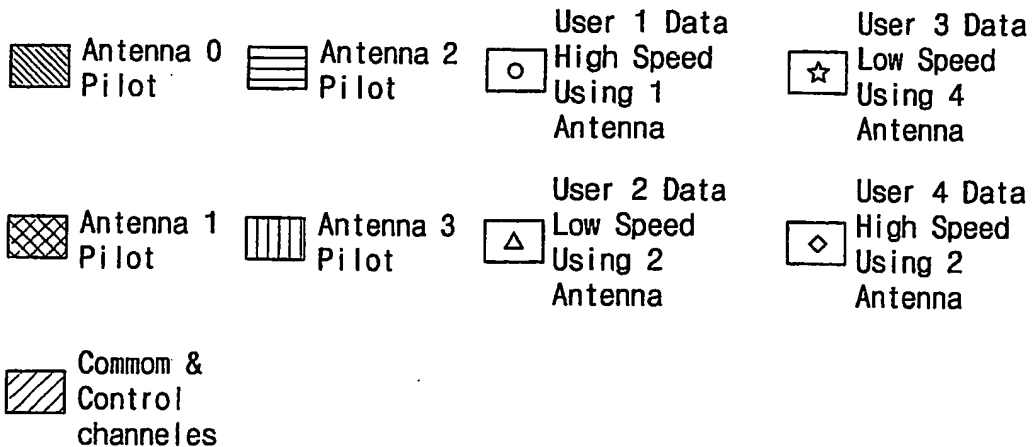 Antenna 0
Pilot
Antenna 2
Pilot
User 1 Data
High Speed
Using 1
Antenna
User 3 Data
Low Speed
Using 4
Antenna
Antenna 1
Pilot
Antenna 3
Pilot
User 2 Data
Low Speed
Using 2
Antenna
User 4 Data
High Speed
Using 2
Antenna
Commom &
Control
channeles